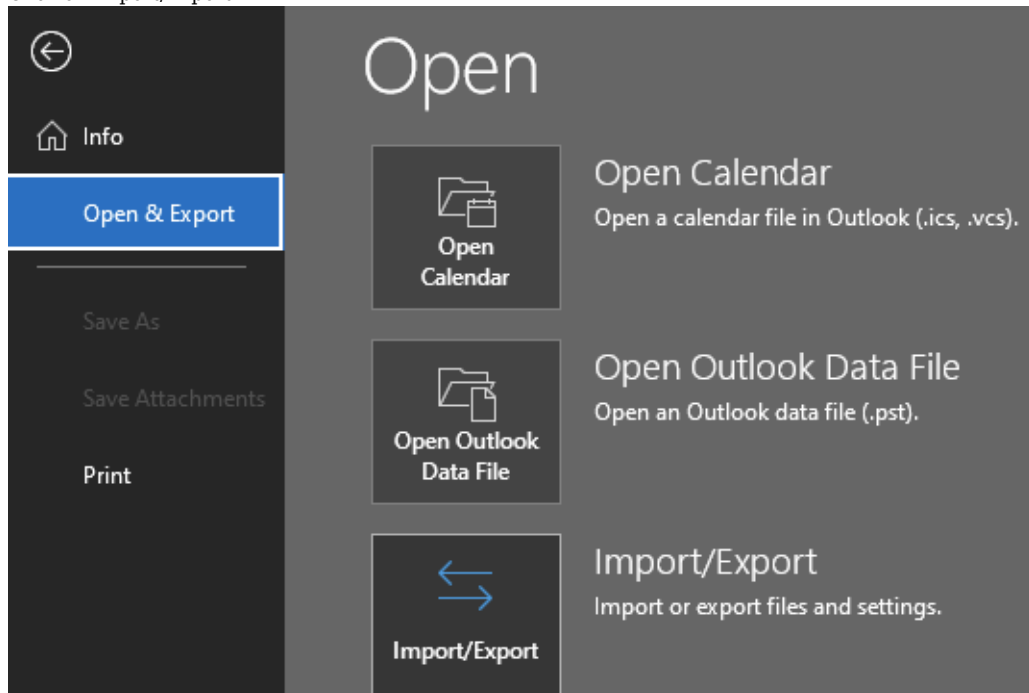 Open
Info
Open & Export
Save As
Save Attachments
Print
Open
Calendar
Open Calendar
Open a calendar file in Outlook (.ics, .vcs).
Open Outlook
Data File
Open Outlook Data File
Open an Outlook data file (.pst).
Import/Export
Import/Export
Import or export files and settings.